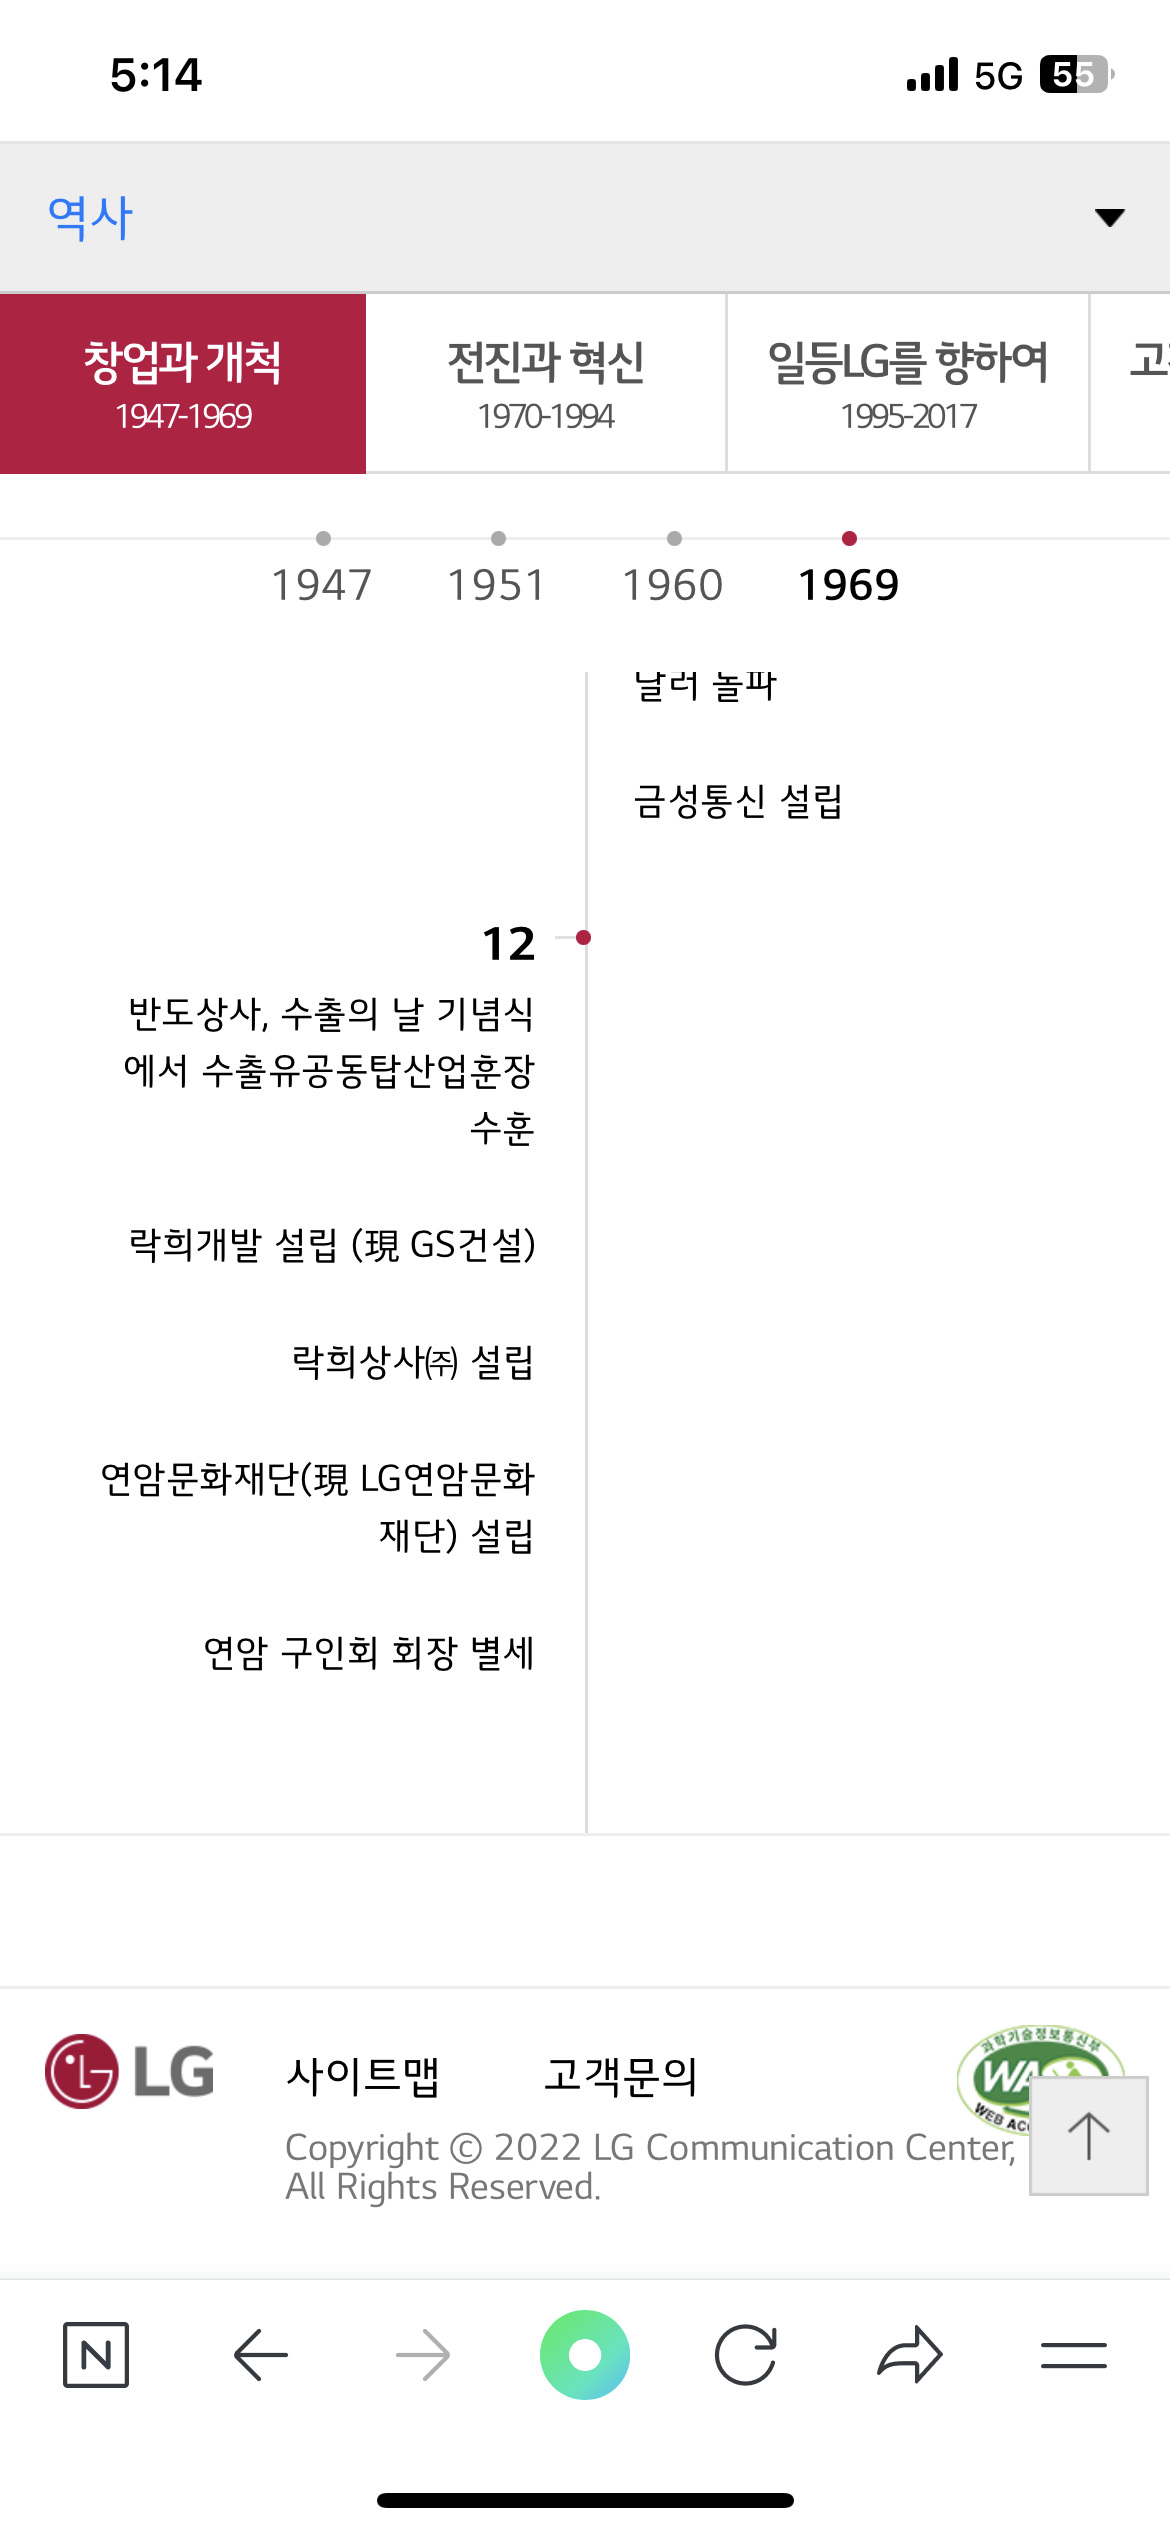 5:14
5G 55
역사
창업과 개척
1947-1969
전진과 혁신
1970-1994
일등LG를 향하여
1995-2017
1947
1951
1960
1969
달러 돌파
금성통신 설립
12
반도상사, 수출의 날 기념식
에서 수출유공동탑산업훈장
수훈
락희개발 설립 (現 GS건설)
락희상사㈜ 설립
연암문화재단(現 LG연암문화
재단) 설립
연암 구인회 회장 별세
LG
사이트맵
고객문의
과학기술정보통신부
WA
WEB
Copyright © 2022 LG Communication Center,
All Rights Reserved.
N